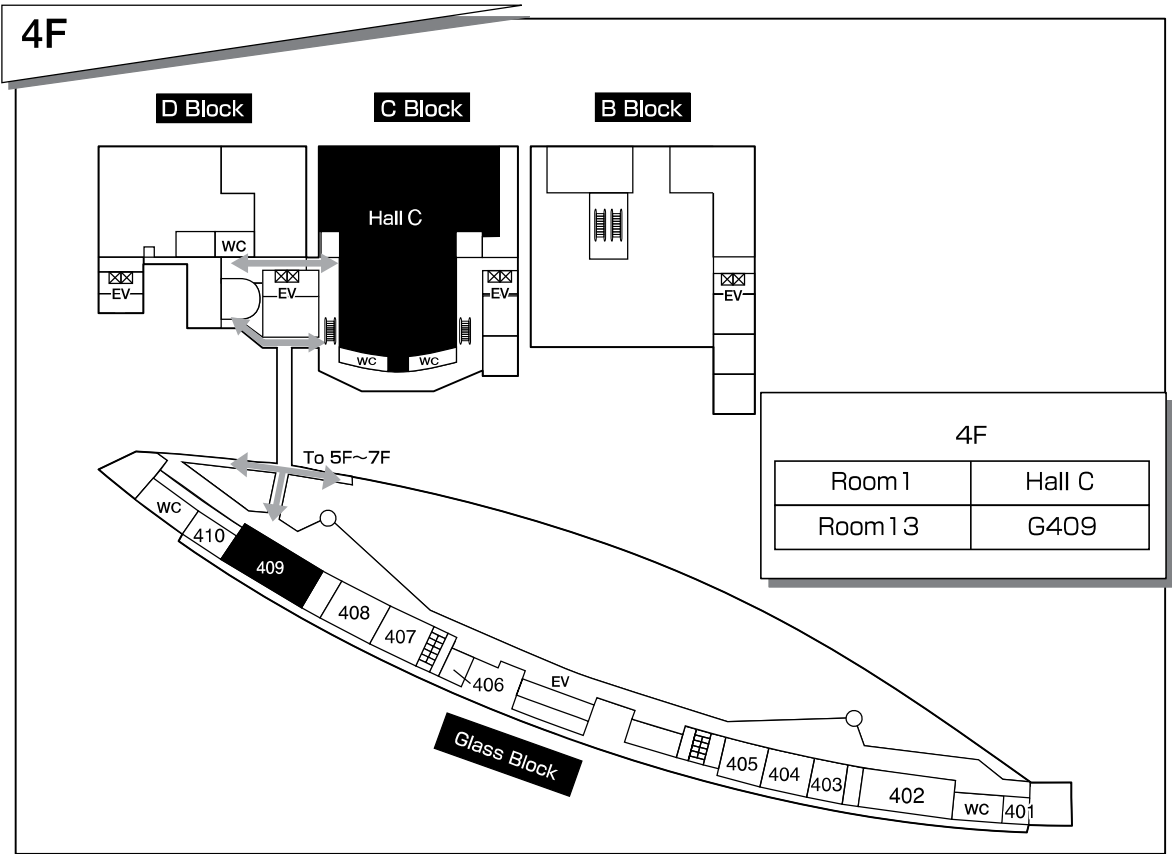 4F
D Block
C Block
B Block
Hall C
WC
EV
EV
EV
EV
WC
WC
To 5F～7F
4F
Room1 Hall C
Room13 G409
WC
410
409
408
407
406
EV
Glass Block
405
404
403
402
WC
401